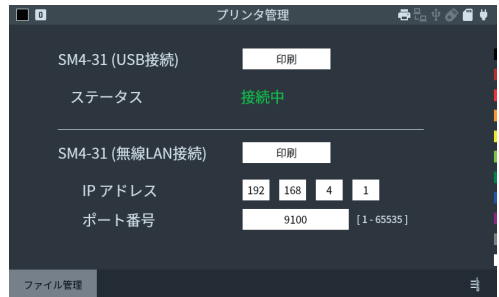 0 プリンタ管理
SM4-31 (USB接続) 印刷
ステータス 接続中
SM4-31 (無線LAN接続) 印刷
IP アドレス 192 168 4 1
ポート番号 9100 [1-65535]
ファイル管理